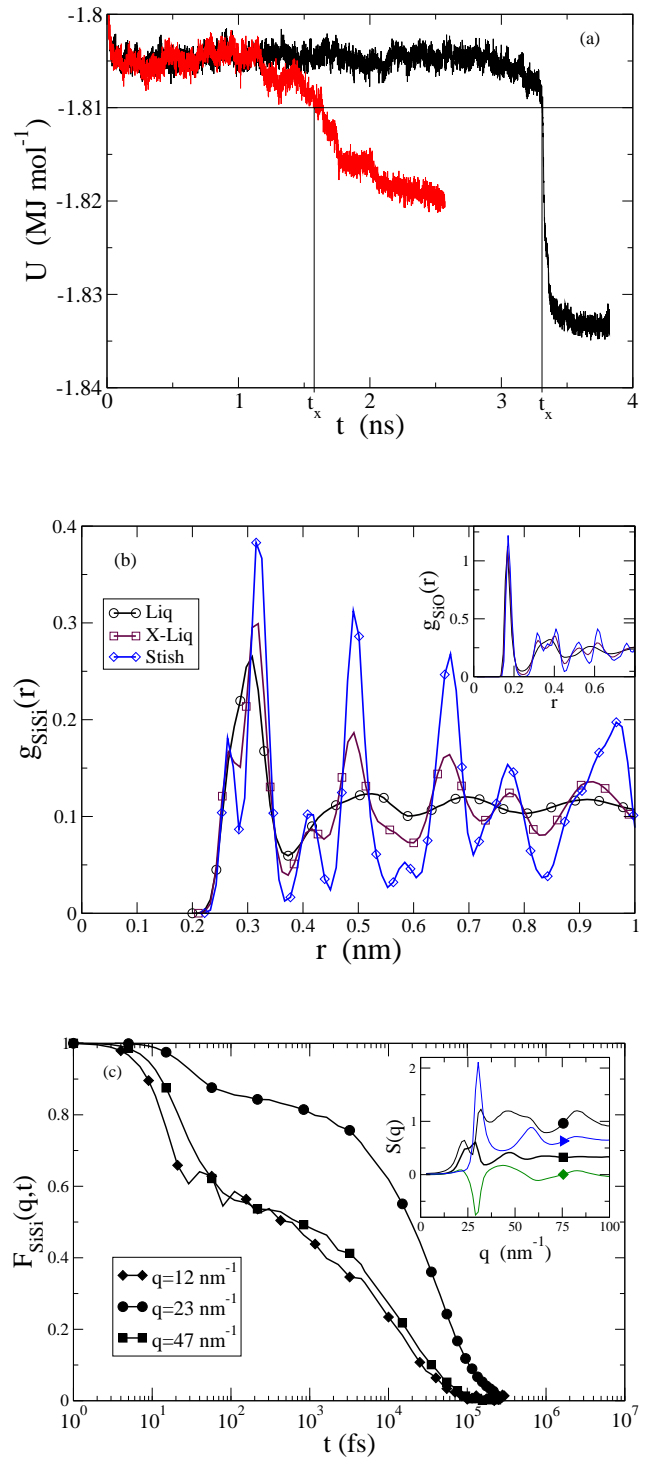 -1.8
(a)
-1.81
-1.82
-1.83
-1.84
U (MJ mol⁻¹)
0 1 2 3 4
tₓ tₓ
t (ns)
0.4
0.3
0.2
0.1
0
g_SiSi(r)
(b)
Liq
X-Liq
Stish
1
0.5
0
g_SiO(r)
0 0.2 0.4 0.6
r
0 0.1 0.2 0.3 0.4 0.5 0.6 0.7 0.8 0.9 1
r (nm)
1
0.8
0.6
0.4
0.2
0
F_SiSi(q,t)
(c)
q=12 nm⁻¹
q=23 nm⁻¹
q=47 nm⁻¹
2
1
0
S(q)
0 25 50 75 100
q (nm⁻¹)
10⁰ 10¹ 10² 10³ 10⁴ 10⁵ 10⁶ 10⁷
t (fs)